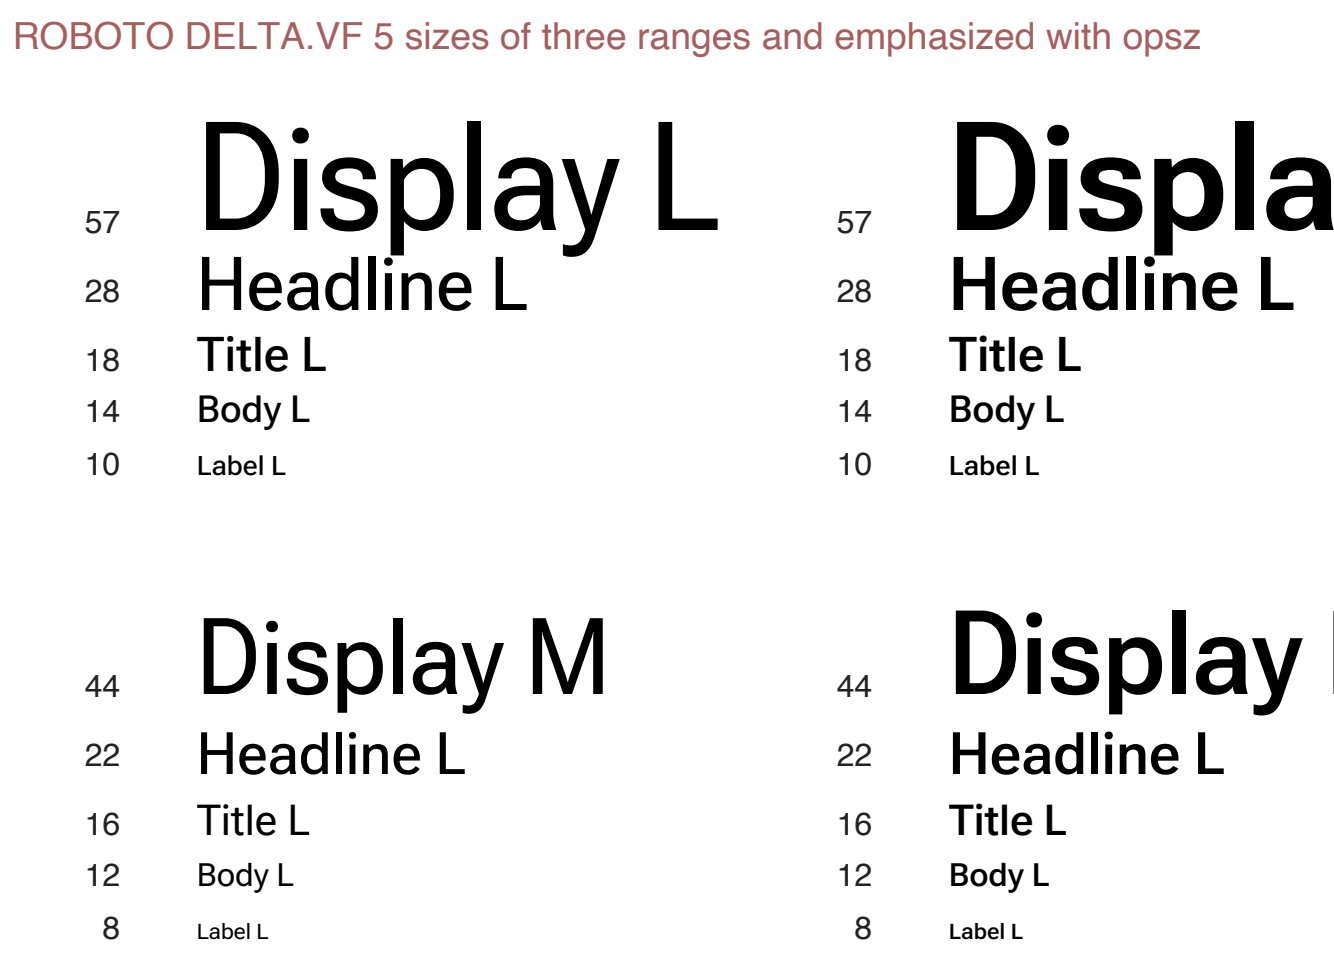 ROBOTO DELTA.VF 5 sizes of three ranges and emphasized with opsz
57 Display L
28 Headline L
18 Title L
14 Body L
10 Label L
57 Displa
28 Headline L
18 Title L
14 Body L
10 Label L
44 Display M
22 Headline L
16 Title L
12 Body L
8 Label L
44 Display
22 Headline L
16 Title L
12 Body L
8 Label L